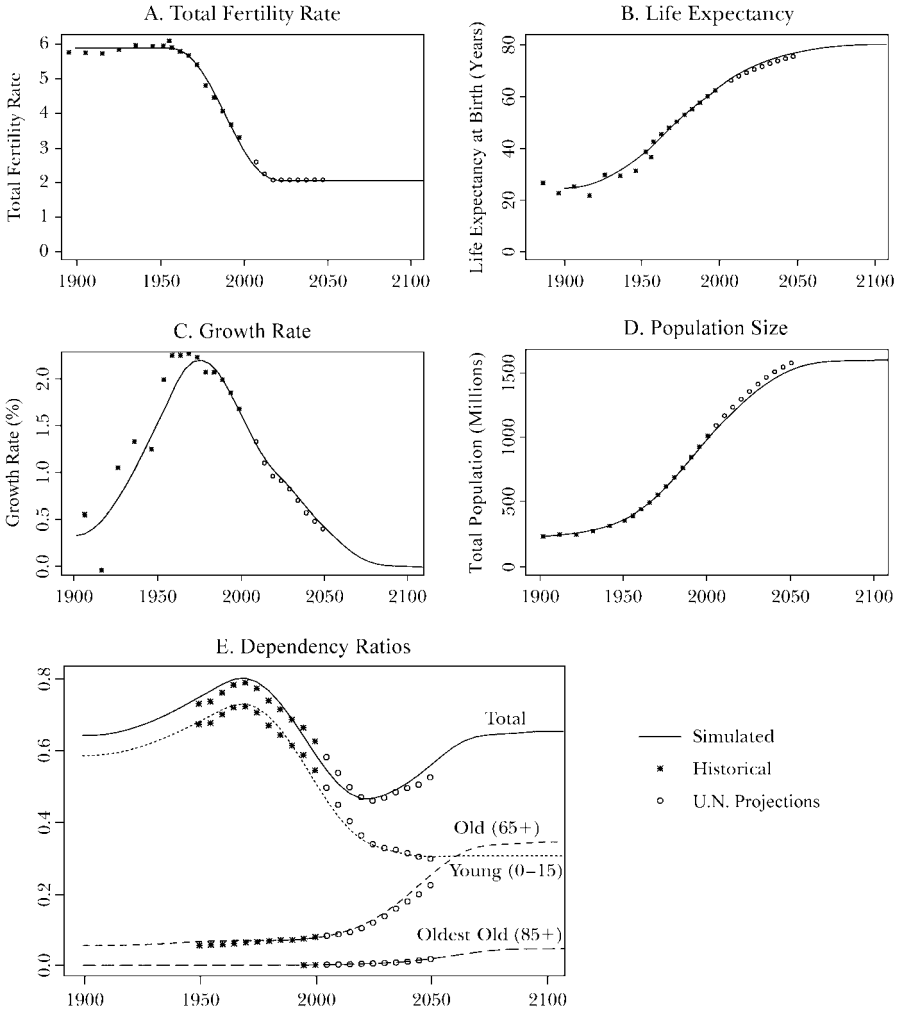 A. Total Fertility Rate
Total Fertility Rate
6
5
4
3
2
1
0
1900 1950 2000 2050 2100
B. Life Expectancy
Life Expectancy at Birth (Years)
80
60
40
20
0
1900 1950 2000 2050 2100
C. Growth Rate
Growth Rate (%)
2.0
1.5
1.0
0.5
0.0
1900 1950 2000 2050 2100
D. Population Size
Total Population (Millions)
1500
1000
500
0
1900 1950 2000 2050 2100
E. Dependency Ratios
0.8
0.6
0.4
0.2
0.0
Total
Old (65+)
Young (0–15)
Oldest Old (85+)
1900 1950 2000 2050 2100
Simulated
Historical
U.N. Projections